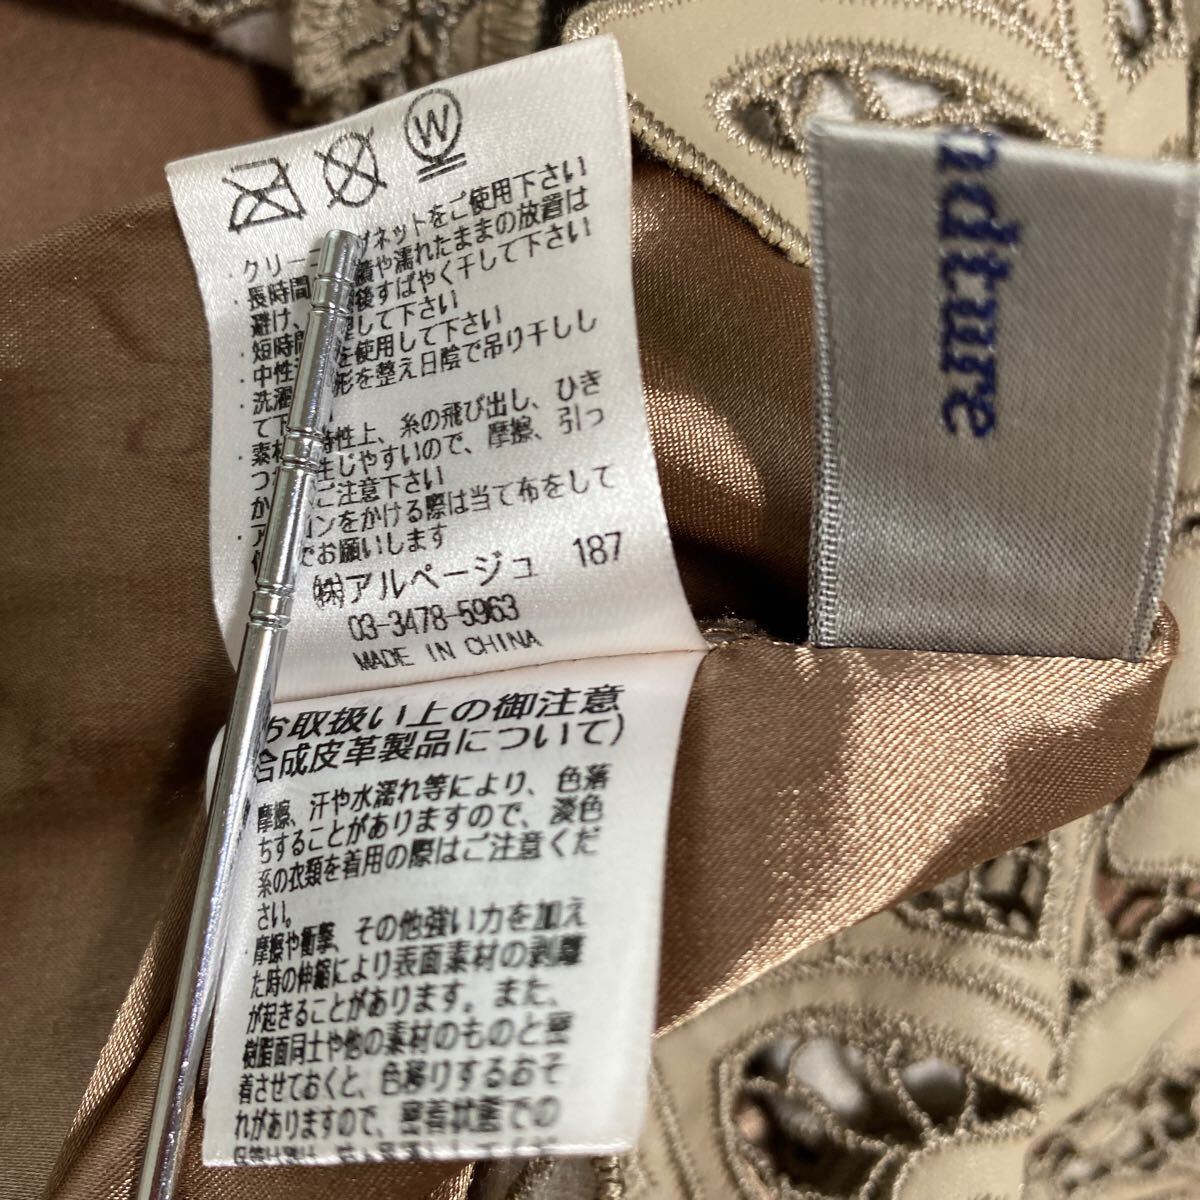 W
クリー ネットをご使用下さい
・長時間 漬や濡れたままの放置は
避け、 後すばやく干して下さい
・短時間 理して下さい
・中性 を使用して下さい
・洗濯 形を整え日陰で吊り干しし
て下
素材 特性上、糸の飛び出し、ひき
つ 生じやすいので、摩擦、引っ
か ご注意下さい
・ア ンをかける際は当て布をして
でお願いします
㈱アルページュ 187
03-3478-5963
MADE IN CHINA
お取扱い上の御注意
合成皮革製品について)
摩擦、汗や水濡れ等により、色落
ちすることがありますので、淡色
系の衣類を着用の際はご注意くだ
さい。
・摩擦や衝撃、その他強い力を加え
た時の伸縮により表面素材の剥離
が起きることがあります。また、
樹脂面同士や他の素材のものと密
着させておくと、色移りするおそ
れがありますので、密着状態での
ndture